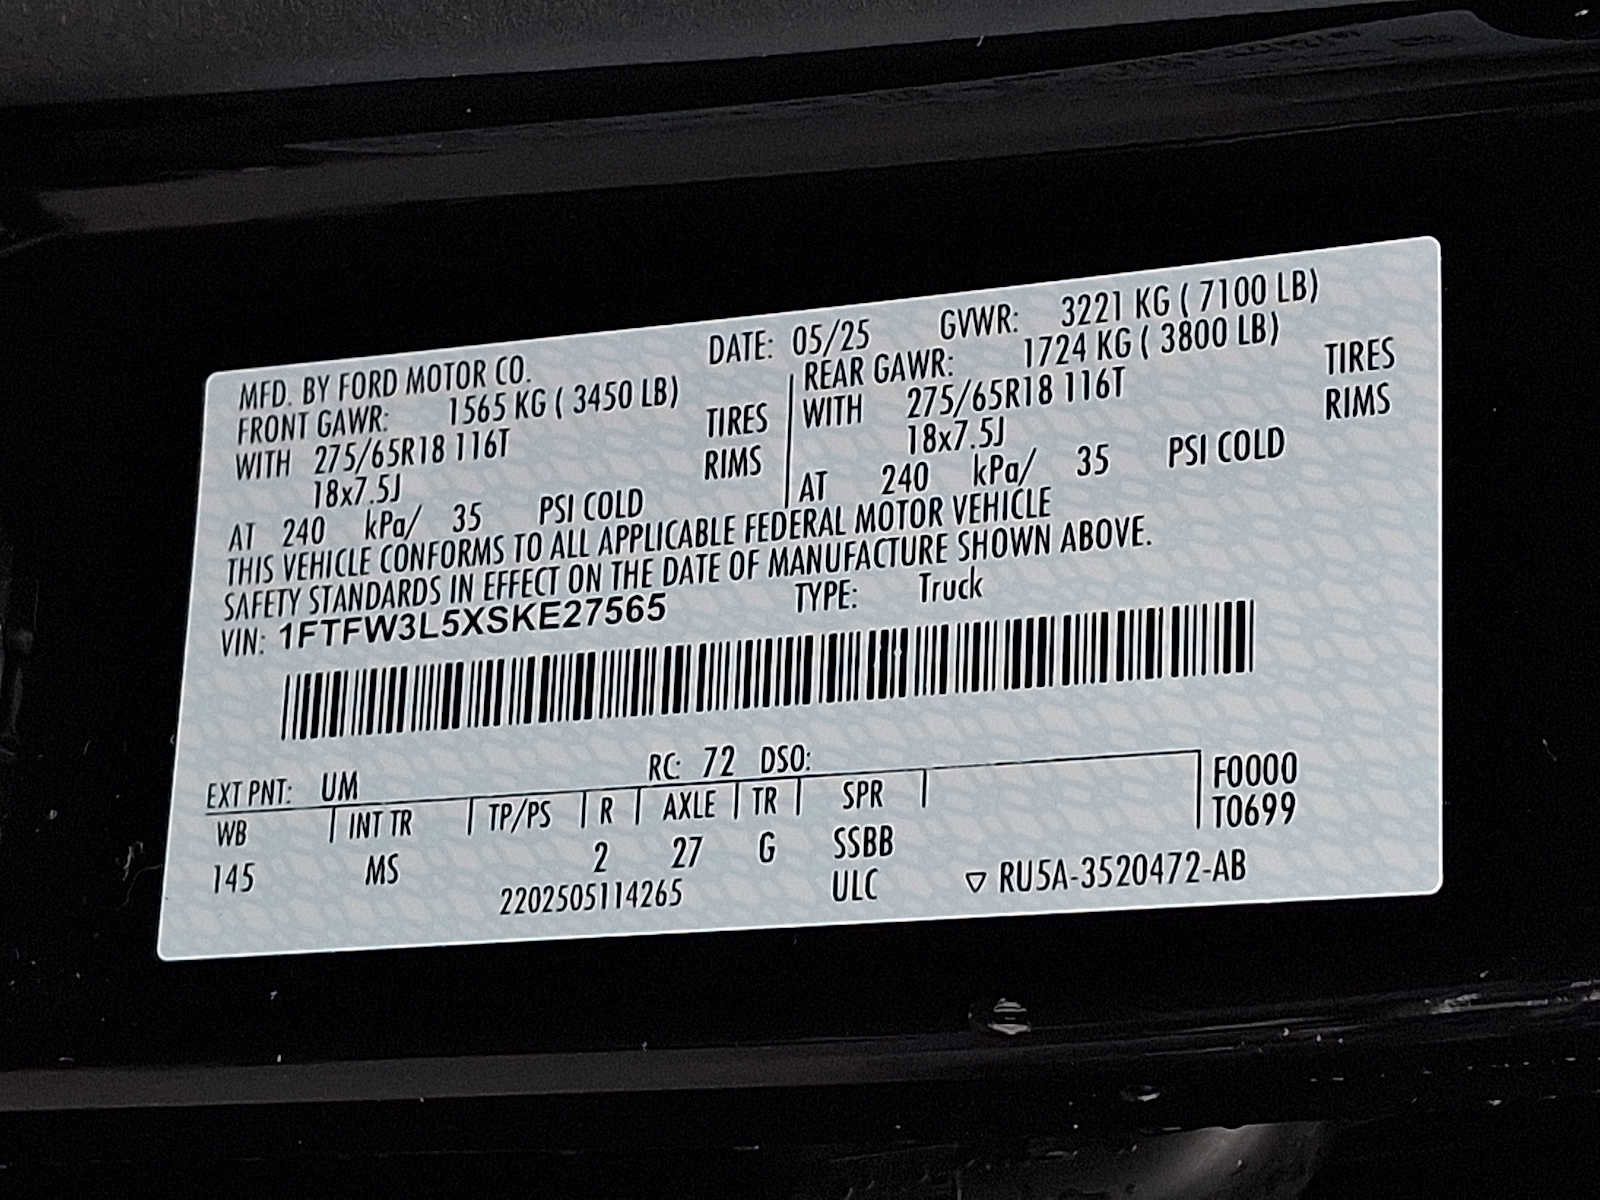 MFD. BY FORD MOTOR CO. DATE: 05/25 GVWR: 3221 KG ( 7100 LB)
FRONT GAWR: 1565 KG ( 3450 LB) REAR GAWR: 1724 KG ( 3800 LB)
WITH 275/65R18 116T TIRES WITH 275/65R18 116T TIRES
18x7.5J RIMS 18x7.5J RIMS
AT 240 kPa/ 35 PSI COLD AT 240 kPa/ 35 PSI COLD
THIS VEHICLE CONFORMS TO ALL APPLICABLE FEDERAL MOTOR VEHICLE
SAFETY STANDARDS IN EFFECT ON THE DATE OF MANUFACTURE SHOWN ABOVE.
VIN: 1FTFW3L5XSKE27565 TYPE: Truck
EXT PNT: UM RC: 72 DSO: F0000
WB INT TR TP/PS R AXLE TR SPR T0699
145 MS 2 27 G SSBB
2202505114265 ULC ▽ RU5A-3520472-AB